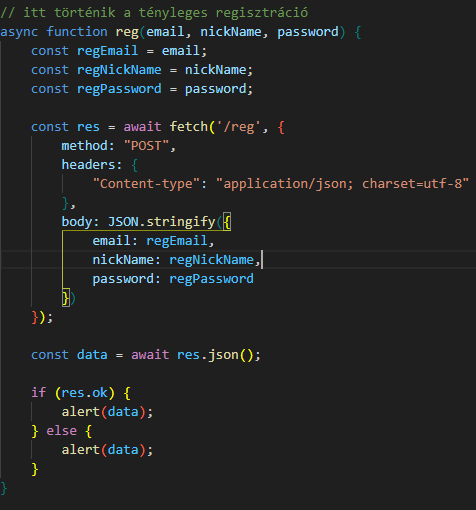 // itt történik a tényleges regisztráció
async function reg(email, nickName, password) {
    const regEmail = email;
    const regNickName = nickName;
    const regPassword = password;

    const res = await fetch('/reg', {
        method: "POST",
        headers: {
            "Content-type": "application/json; charset=utf-8"
        },
        body: JSON.stringify({
            email: regEmail,
            nickName: regNickName,
            password: regPassword
        })
    });

    const data = await res.json();

    if (res.ok) {
        alert(data);
    } else {
        alert(data);
    }
}